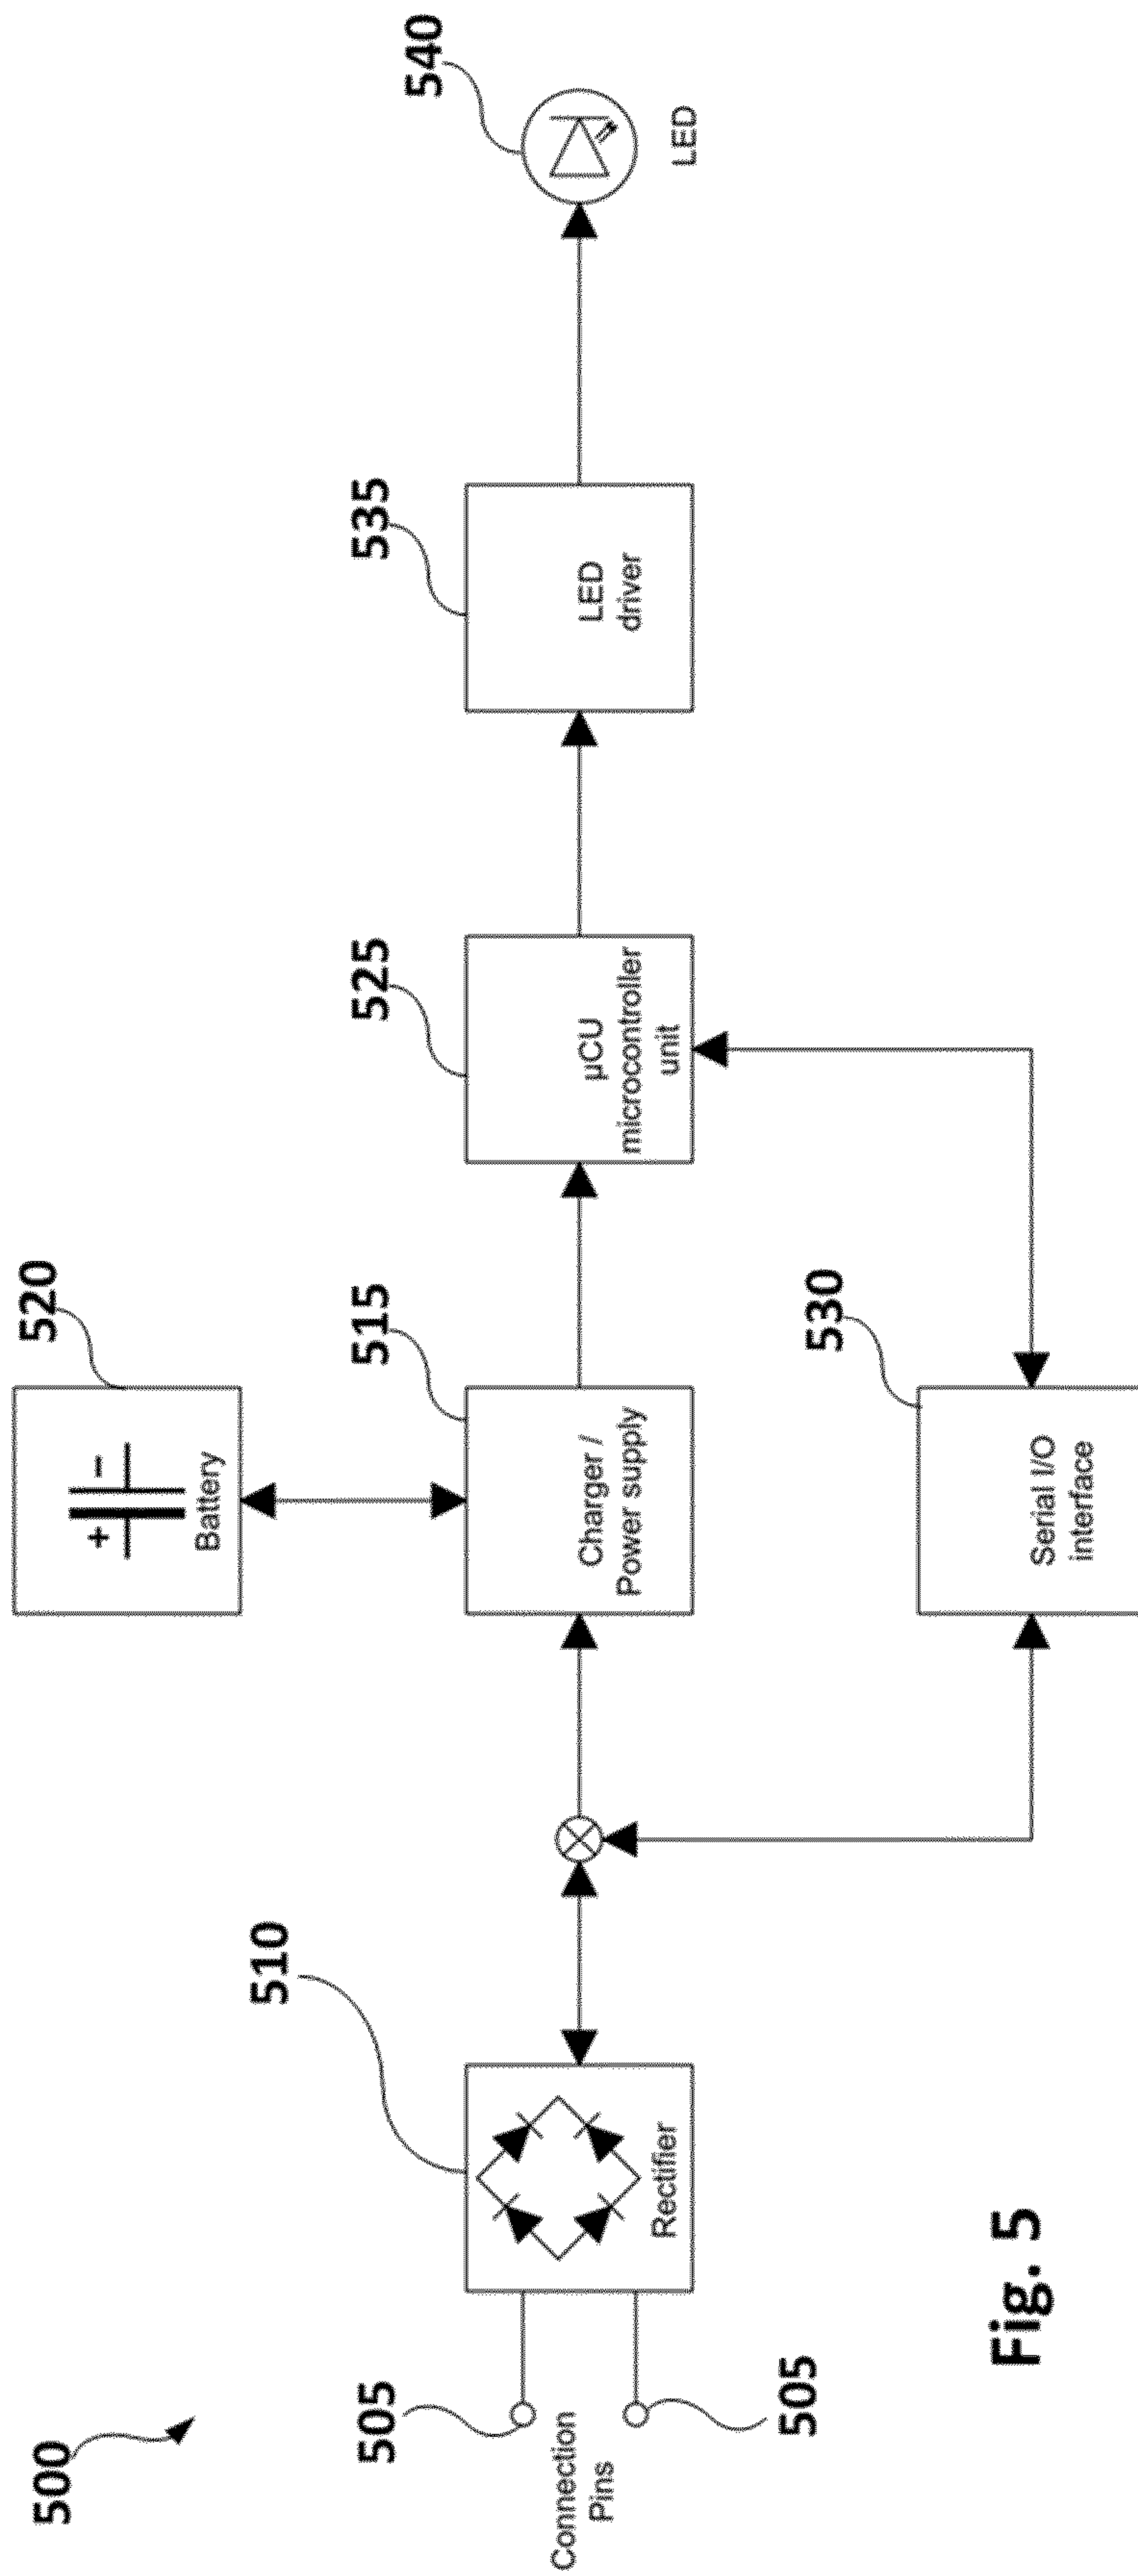 500
520
+ −
Battery
510
515
525
535
540
505
Connection
Pins
505
Rectifier
Charger /
Power supply
µCU
microcontroller
unit
LED
driver
LED
530
Serial I/O
interface
Fig. 5